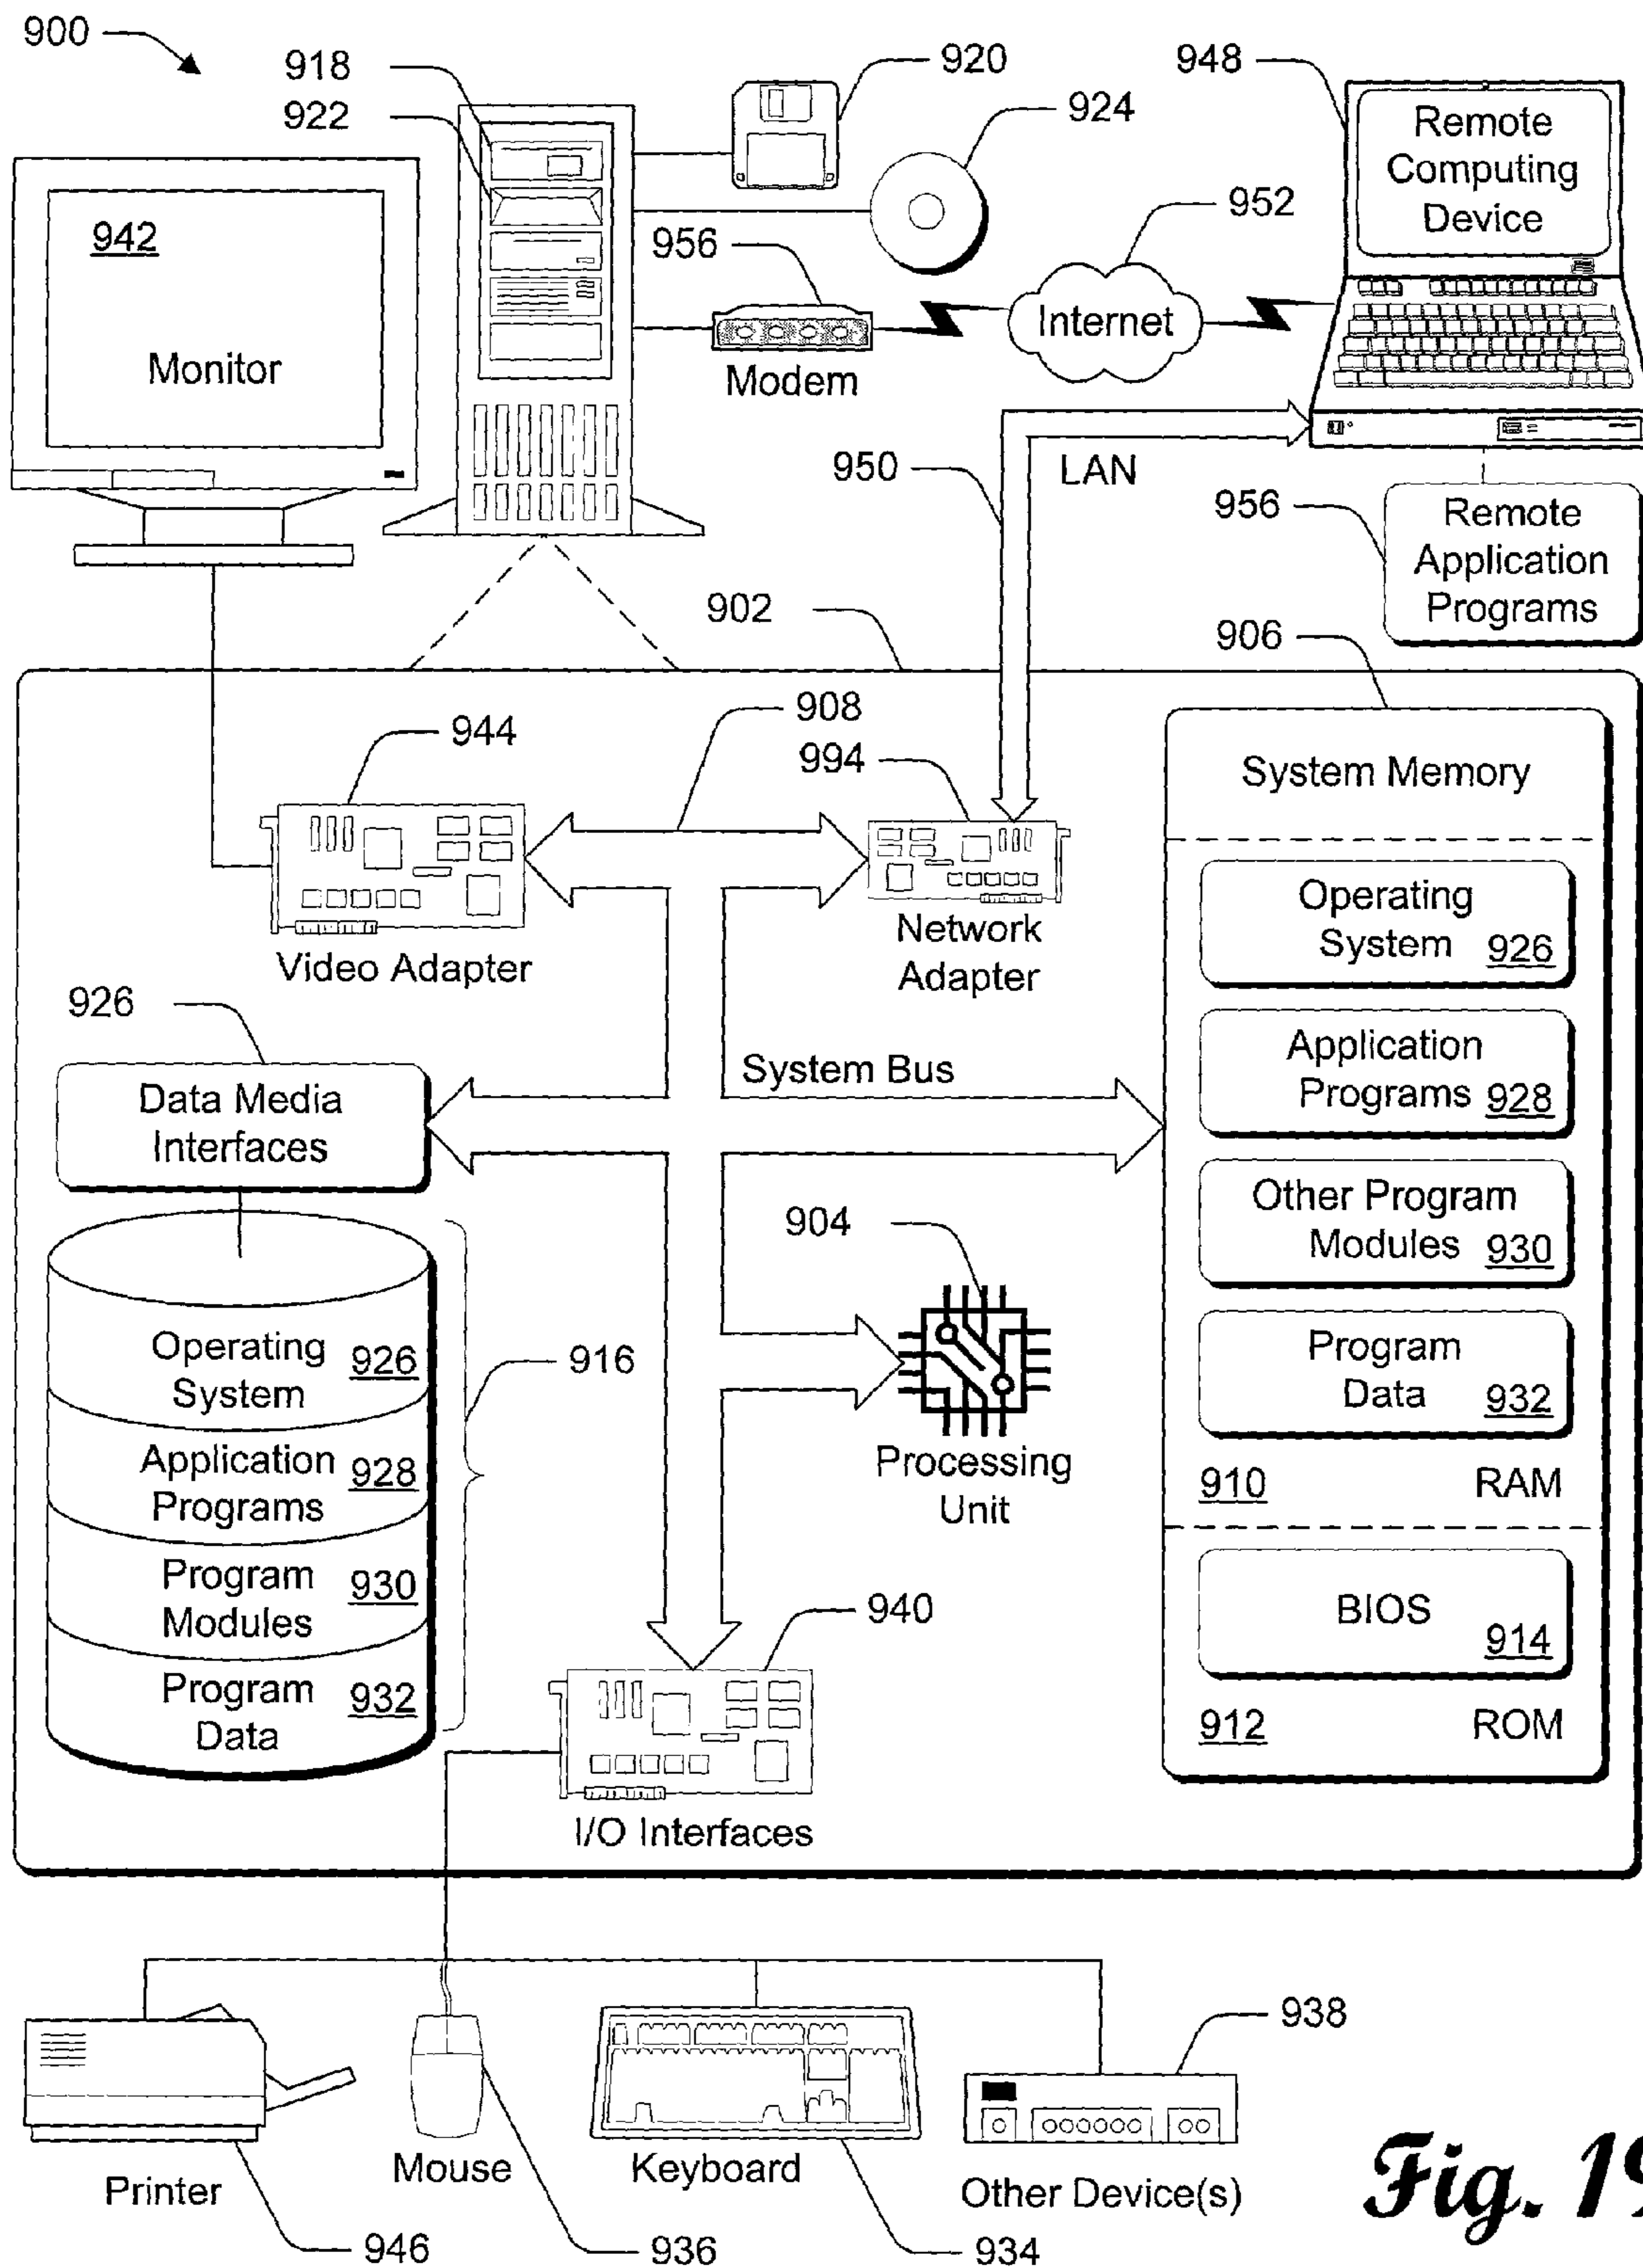 900
918
922
920
924
948
Remote
Computing
Device
942
Monitor
956
Modem
952
Internet
950
LAN
956
Remote
Application
Programs
902
906
908
944
994
Video Adapter
Network
Adapter
System Memory
Operating
System 926
Application
Programs 928
Other Program
Modules 930
Program
Data 932
910 RAM
BIOS
914
912 ROM
926
Data Media
Interfaces
System Bus
904
Processing
Unit
Operating
System 926
Application
Programs 928
Program
Modules 930
Program
Data 932
916
940
I/O Interfaces
Printer
946
Mouse
936
Keyboard
934
938
Other Device(s)
Fig. 19